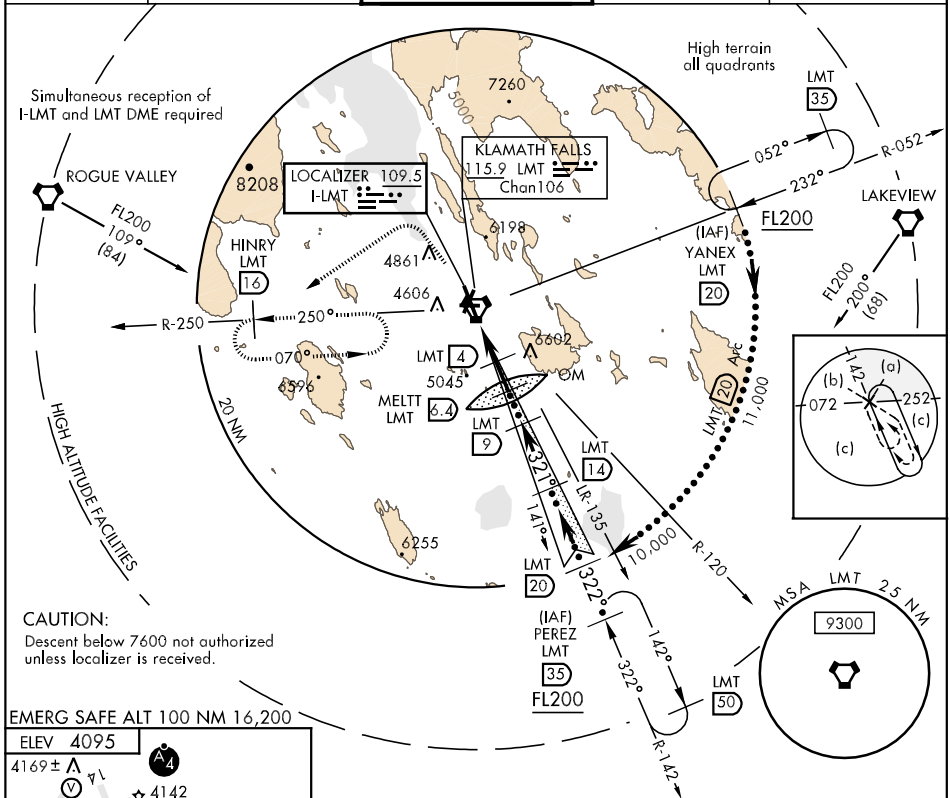 High terrain
all quadrants
LMT
35
Simultaneous reception of
I-LMT and LMT DME required
7260
5000
052°
R-052
232°
KLAMATH FALLS
115.9 LMT
Chan 106
LOCALIZER 109.5
I-LMT
ROGUE VALLEY
8208
FL200
109°
(84)
LAKEVIEW
FL200
FL200
200°
(68)
(IAF)
YANEX
LMT
20
6198
HINRY
LMT
16
4861
4606
R-250
250°
070°
6596
6602
LMT 4
5045
OM
MELTT
LMT 6.4
LMT
9
LMT 20 Arc
11,000
142
(a)
(b)
072
252
(c)
(c)
20 NM
HIGH ALTITUDE FACILITIES
LMT
14
321°
141°
LR-135
6255
LMT
20
10,000
R-120
322°
(IAF)
PEREZ
LMT
35
FL200
142°
322°
LMT
50
R-142
MSA LMT 25 NM
9300
CAUTION:
Descent below 7600 not authorized
unless localizer is received.
EMERG SAFE ALT 100 NM 16,200
ELEV 4095
4169 ±
A4
V
14
4142